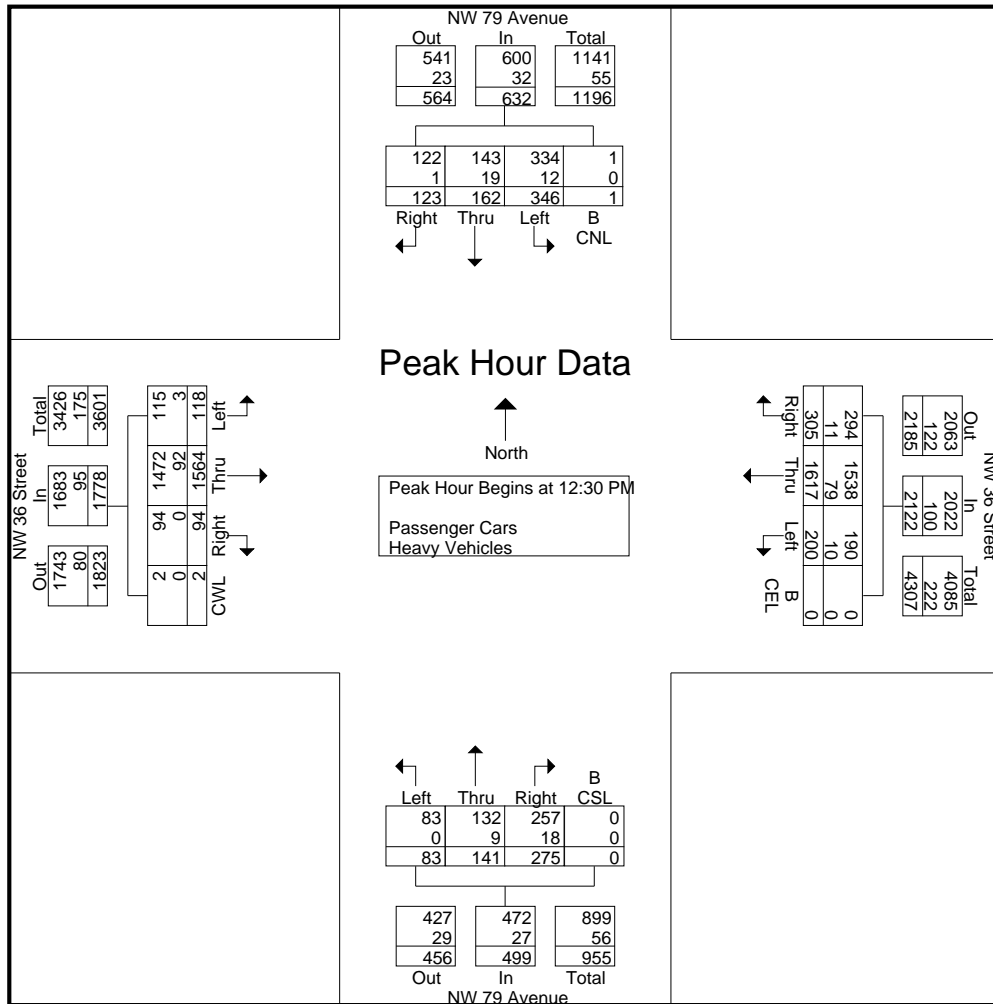 NW 79 Avenue
Out In Total
541 600 1141
23 32 55
564 632 1196
122 143 334 1
1 19 12 0
123 162 346 1
Right Thru Left B
CNL
Peak Hour Data
North
Peak Hour Begins at 12:30 PM
Passenger Cars
Heavy Vehicles
NW 36 Street
Total In Out
3426 1683 1743
175 95 80
3601 1778 1823
115 1472 94 2
3 92 0 0
118 1564 94 2
Left Thru Right
CWL
NW 36 Street
Out In Total
2063 2022 4085
122 100 222
2185 2122 4307
294 1538 190 0
11 79 10 0
305 1617 200 0
Right Thru Left B
CEL
B
Left Thru Right CSL
83 132 257 0
0 9 18 0
83 141 275 0
427 472 899
29 27 56
456 499 955
Out In Total
NW 79 Avenue